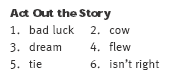 Act Out the Story
1. bad luck 2. cow
3. dream 4. flew
5. tie 6. isn't right